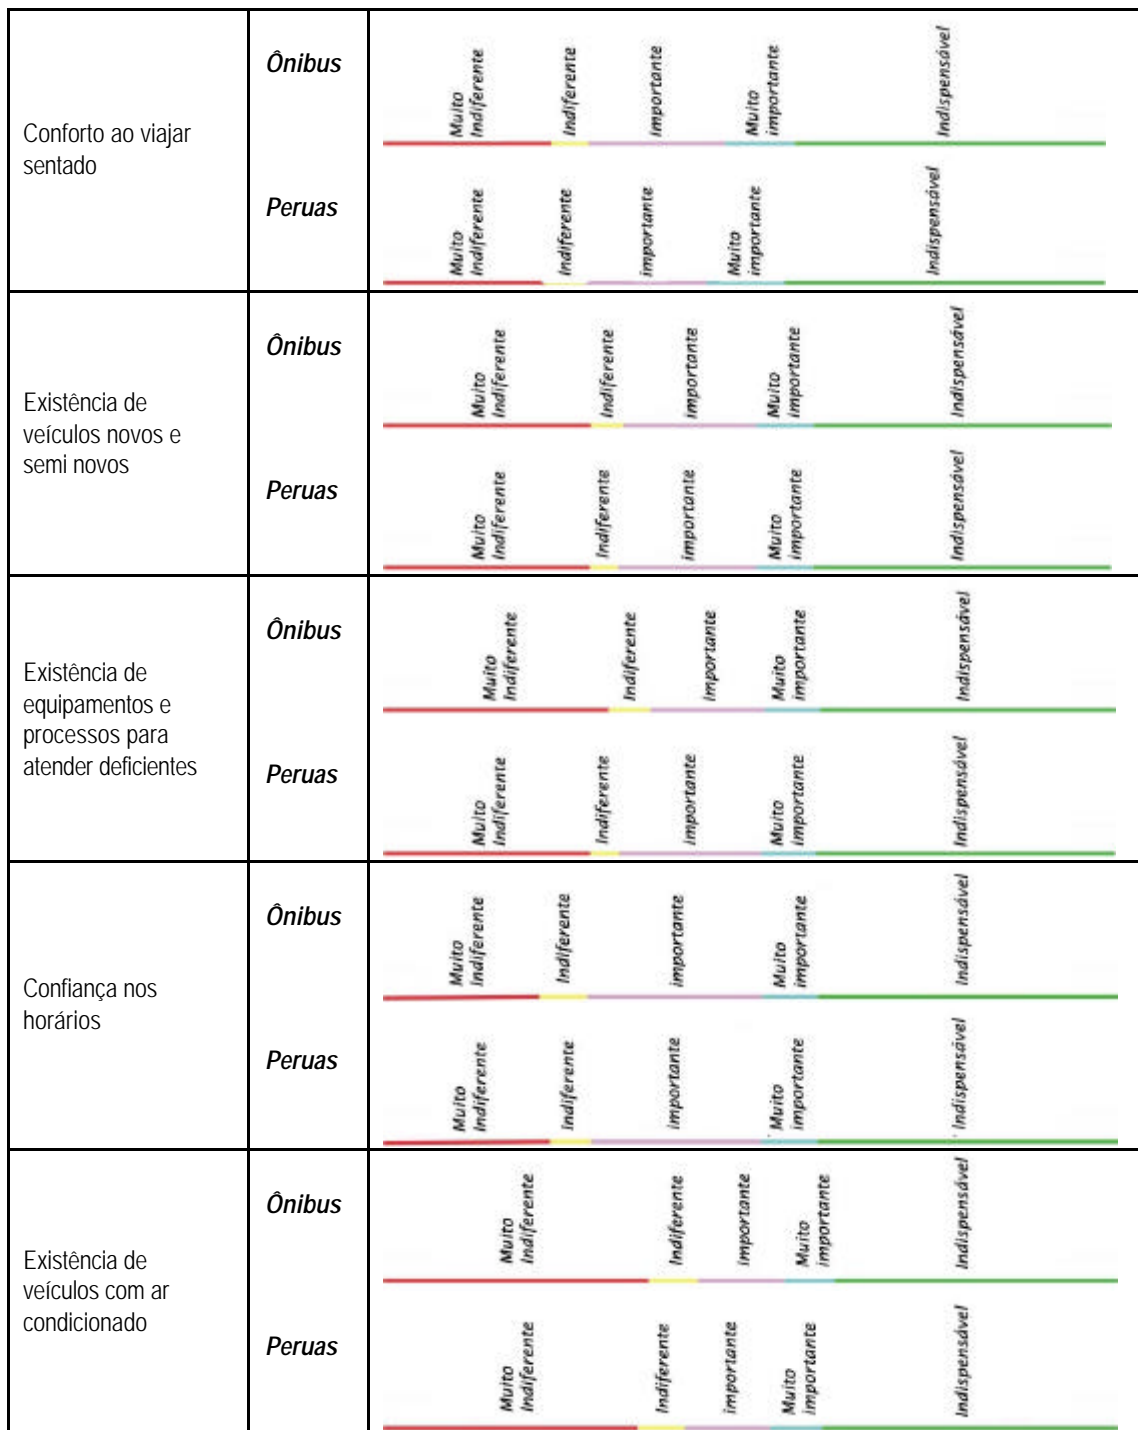 Conforto ao viajar
sentado
Ônibus
Muito
Indiferente
Indiferente
importante
Muito
importante
Indispensável
Peruas
Muito
Indiferente
Indiferente
importante
Muito
importante
Indispensável
Existência de
veículos novos e
semi novos
Ônibus
Muito
Indiferente
Indiferente
importante
Muito
importante
Indispensável
Peruas
Muito
Indiferente
Indiferente
importante
Muito
importante
Indispensável
Existência de
equipamentos e
processos para
atender deficientes
Ônibus
Muito
Indiferente
Indiferente
importante
Muito
importante
Indispensável
Peruas
Muito
Indiferente
Indiferente
importante
Muito
importante
Indispensável
Confiança nos
horários
Ônibus
Muito
Indiferente
Indiferente
importante
Muito
importante
Indispensável
Peruas
Muito
Indiferente
Indiferente
importante
Muito
importante
Indispensável
Existência de
veículos com ar
condicionado
Ônibus
Muito
Indiferente
Indiferente
importante
Muito
importante
Indispensável
Peruas
Muito
Indiferente
Indiferente
importante
Muito
importante
Indispensável